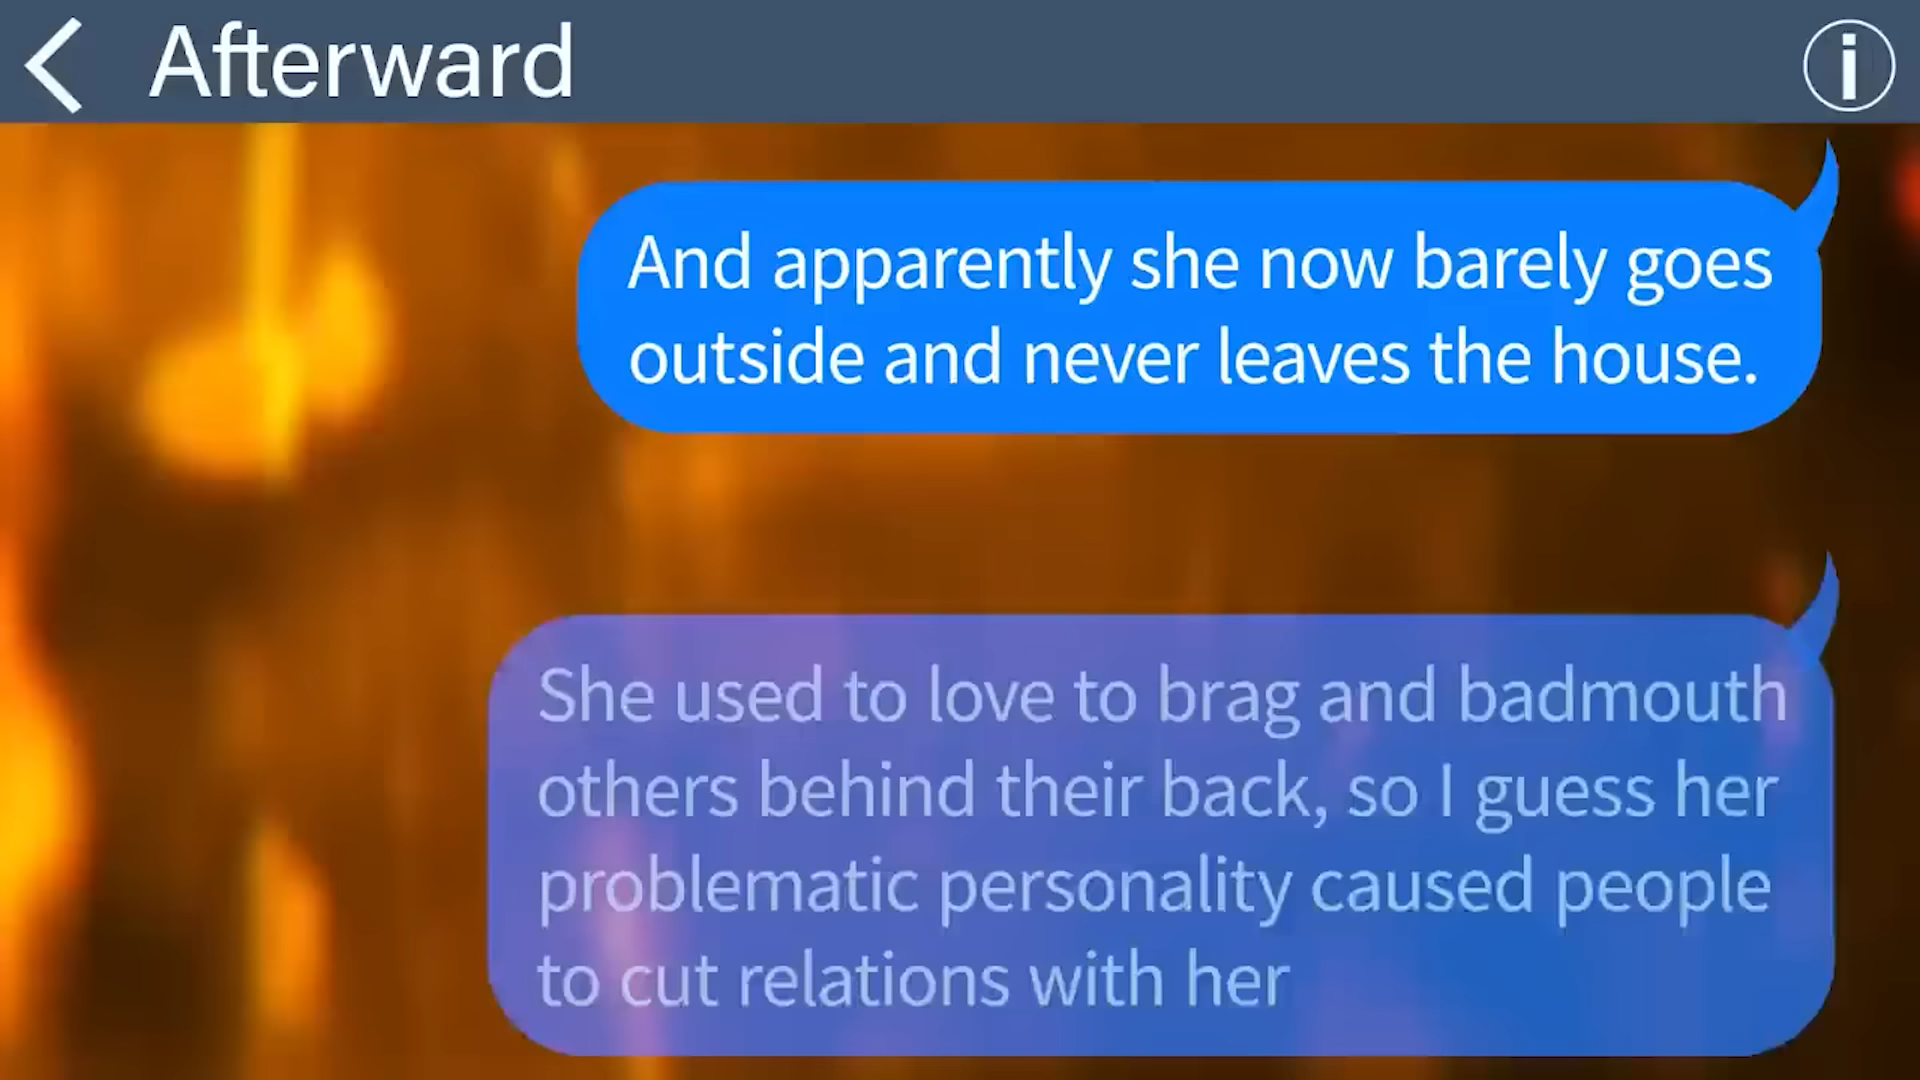 Afterward
And apparently she now barely goes
outside and never leaves the house.
She used to love to brag and badmouth
others behind their back, so I guess her
problematic personality caused people
to cut relations with her